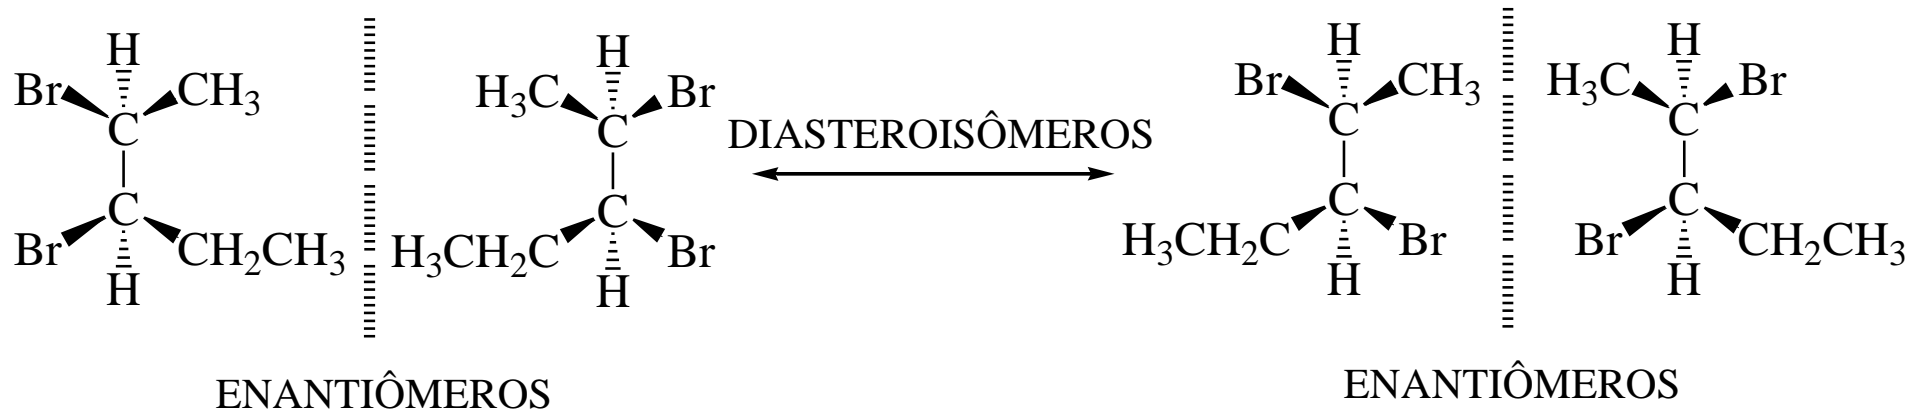 H H H H
Br CH₃ H₃C Br Br CH₃ H₃C Br
C C C C
DIASTEROISÔMEROS
C C C C
Br CH₂CH₃ H₃CH₂C Br H₃CH₂C Br Br CH₂CH₃
H H H H
ENANTIÔMEROS ENANTIÔMEROS